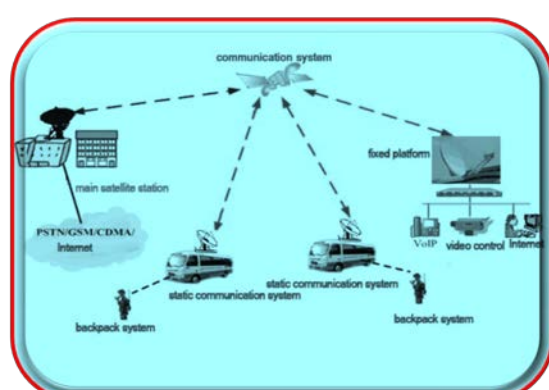 communication system
fixed platform
main satellite station
PSTN/GSM/CDMA/
Internet
VoIP
video control
Internet
static communication system
static communication system
backpack system
backpack system